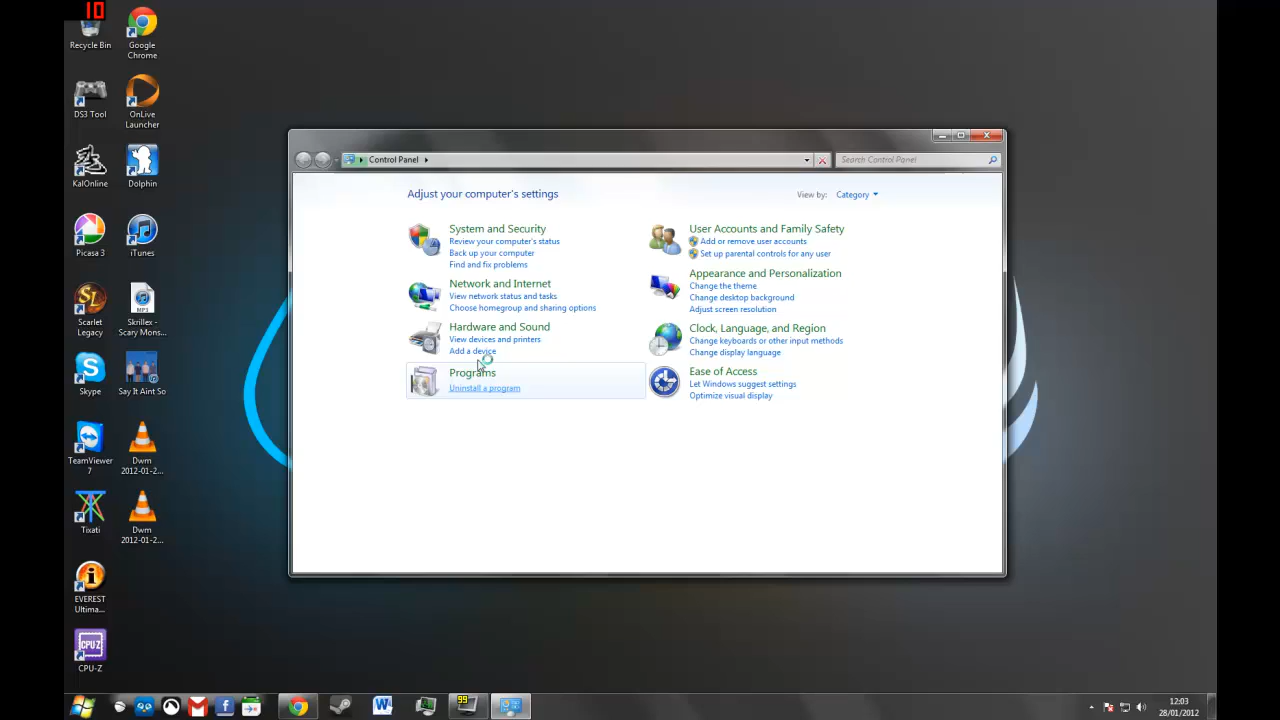 10
Recycle Bin
Google
Chrome
DS3 Tool
OnLive
Launcher
KalOnline
Dolphin
Picasa 3
iTunes
SL
Scarlet
Legacy
MP3
Skrillex -
Scary Mons...
Skype
Say It Aint So
TeamViewer
7
Dwm
2012-01-2...
Tixati
Dwm
2012-01-2...
EVEREST
Ultima...
CPU-Z
CPU-Z
Control Panel
Search Control Panel
Adjust your computer's settings
View by: Category
System and Security
Review your computer's status
Back up your computer
Find and fix problems
Network and Internet
View network status and tasks
Choose homegroup and sharing options
Hardware and Sound
View devices and printers
Add a device
Programs
Uninstall a program
User Accounts and Family Safety
Add or remove user accounts
Set up parental controls for any user
Appearance and Personalization
Change the theme
Change desktop background
Adjust screen resolution
Clock, Language, and Region
Change keyboards or other input methods
Change display language
Ease of Access
Let Windows suggest settings
Optimize visual display
99
12:03
28/01/2012